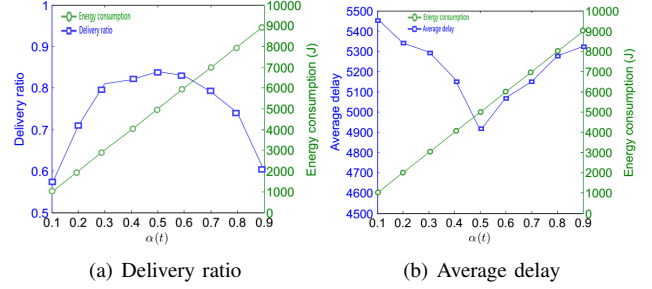 Energy consumption
Delivery ratio
1
0.9
0.8
0.7
0.6
0.5
Delivery ratio
10000
9000
8000
7000
6000
5000
4000
3000
2000
1000
0
Energy consumption (J)
0.1 0.2 0.3 0.4 0.5 0.6 0.7 0.8 0.9
α(t)
(a) Delivery ratio
Energy consumption
Average delay
5500
5400
5300
5200
5100
5000
4900
4800
4700
4600
4500
Average delay
10000
9000
8000
7000
6000
5000
4000
3000
2000
1000
0
Energy consumption (J)
0.1 0.2 0.3 0.4 0.5 0.6 0.7 0.8 0.9
α(t)
(b) Average delay